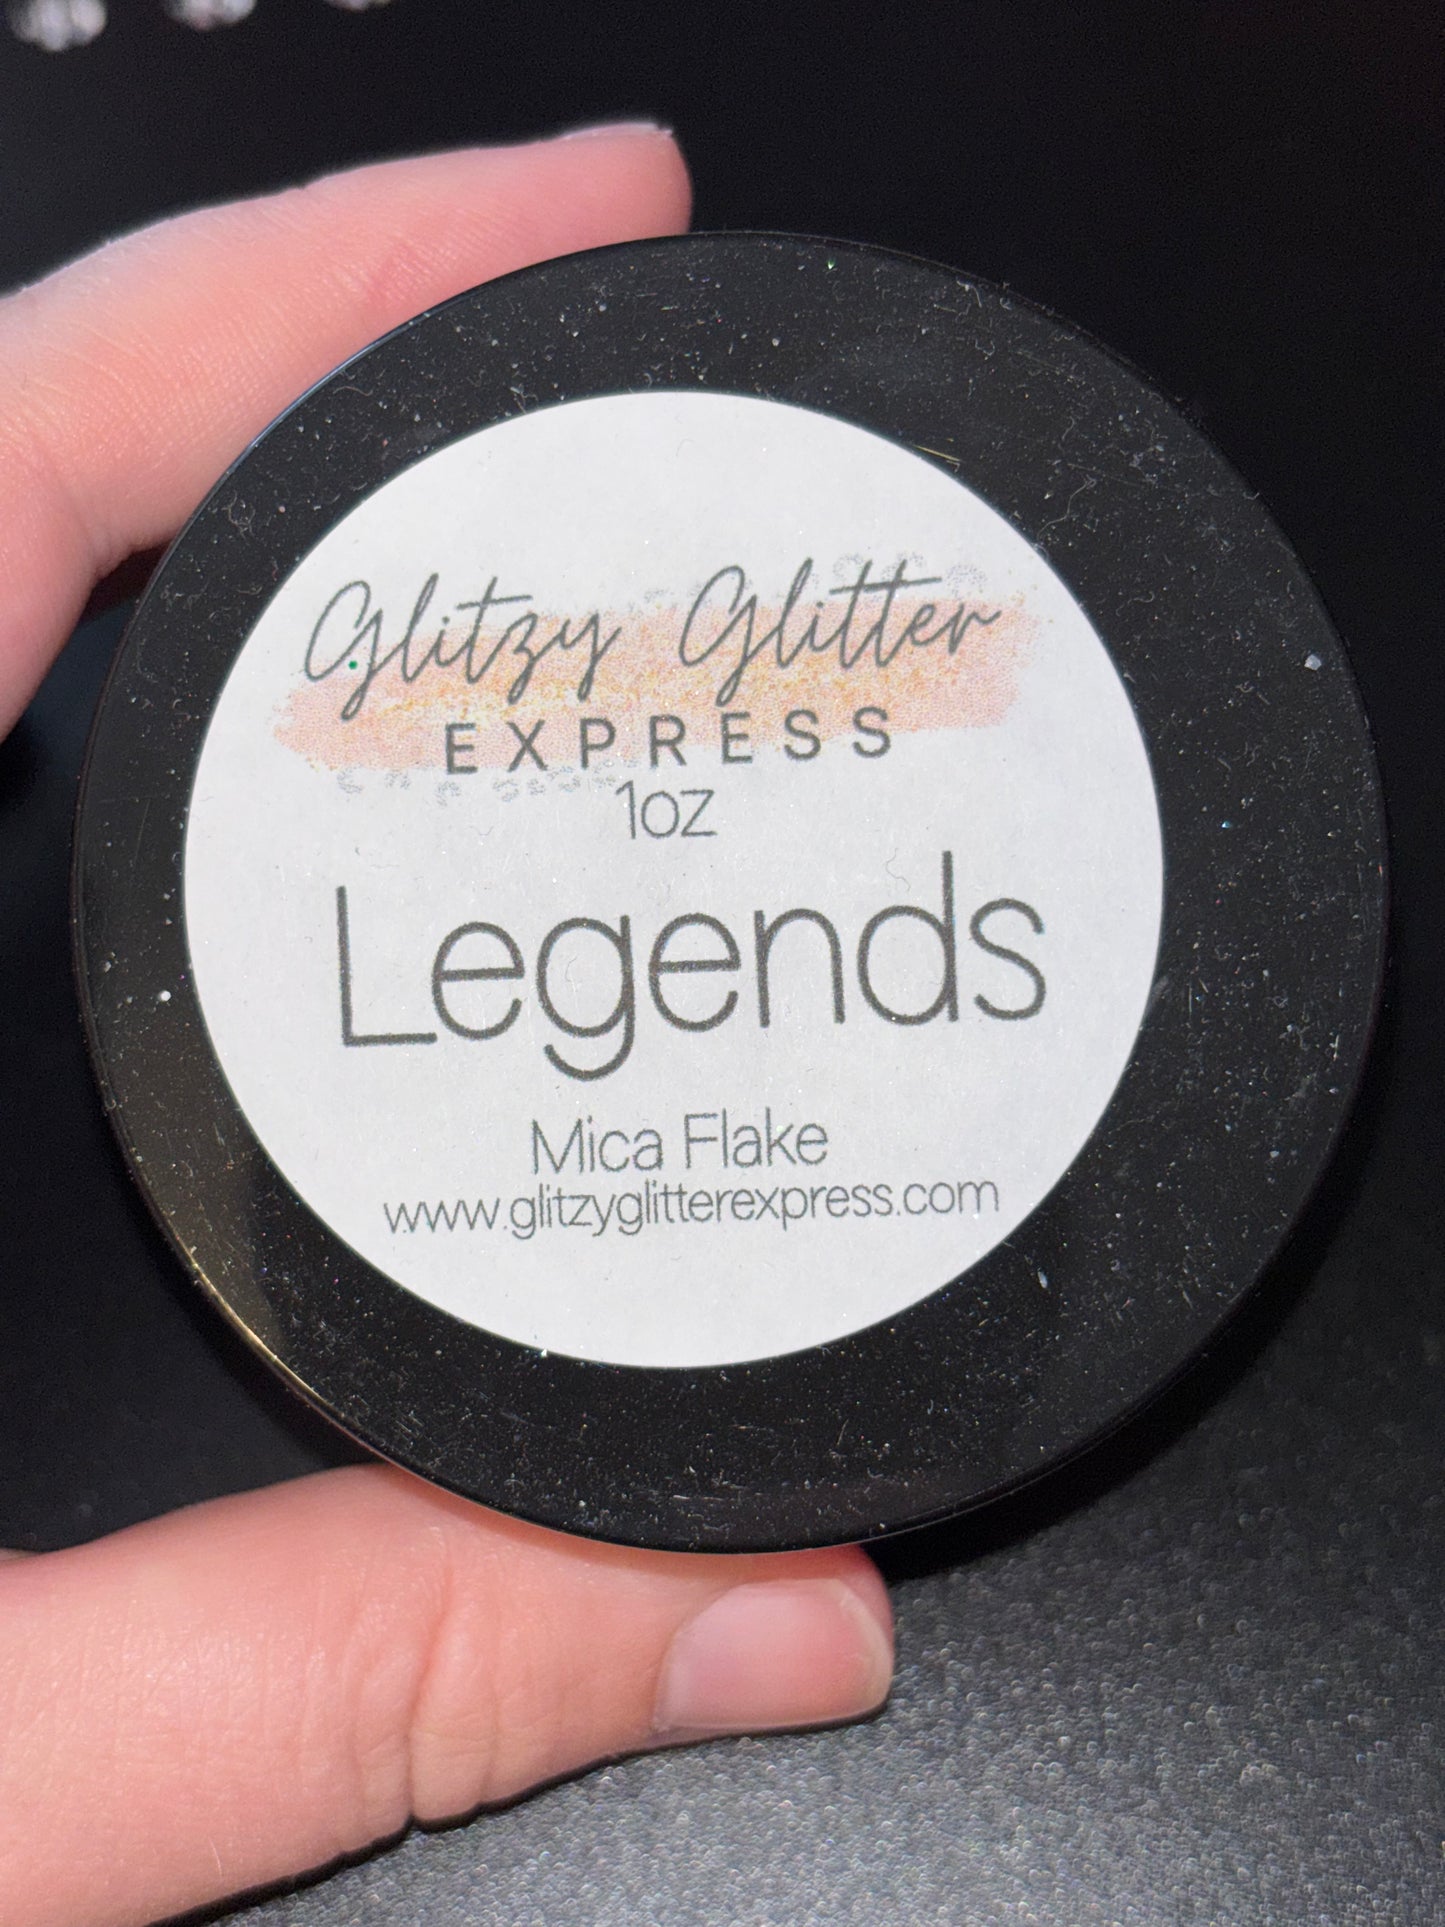 Glitzy Glitter
EXPRESS
1oz
Legends
Mica Flake
www.glitzyglitterexpress.com